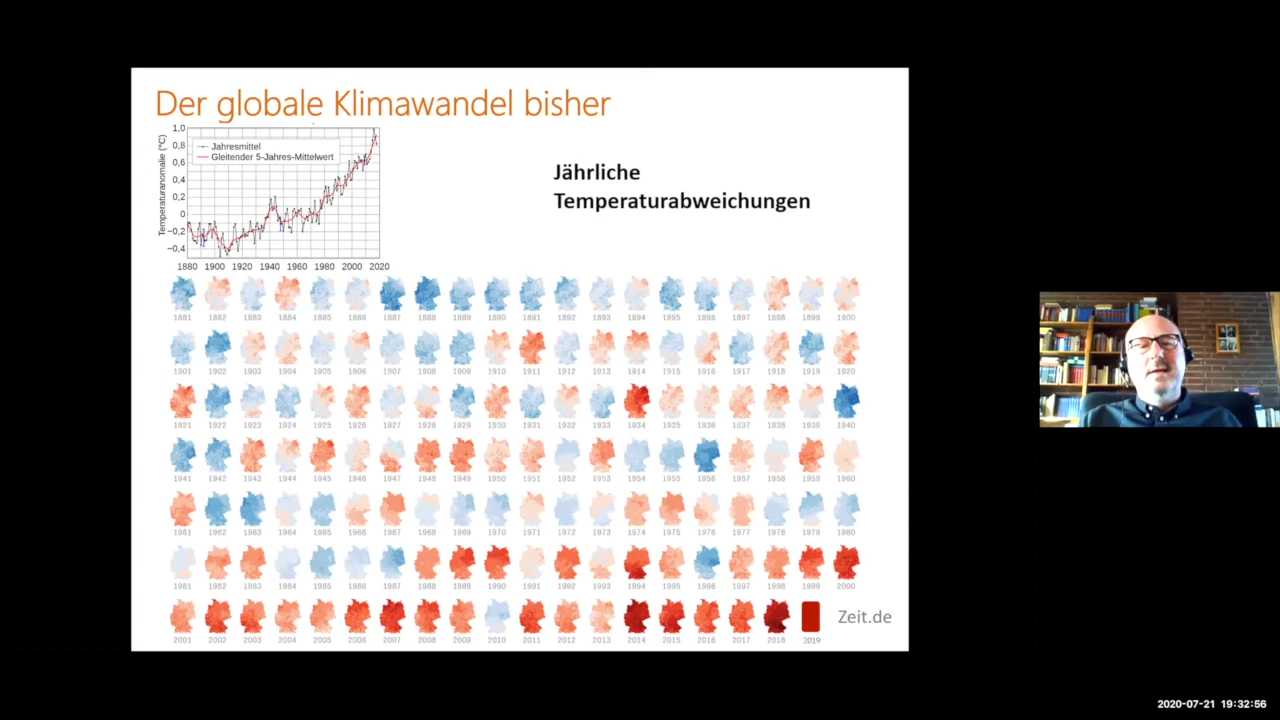 Der globale Klimawandel bisher
1,0
0,8
0,6
0,4
0,2
0
−0,2
−0,4
Temperaturanomalie (°C)
Jahresmittel
Gleitender 5-Jahres-Mittelwert
1880 1900 1920 1940 1960 1980 2000 2020
Jährliche
Temperaturabweichungen
1881 1882 1883 1884 1885 1886 1887 1888 1889 1890 1891 1892 1893 1894 1895 1896 1897 1898 1899 1900
1901 1902 1903 1904 1905 1906 1907 1908 1909 1910 1911 1912 1913 1914 1915 1916 1917 1918 1919 1920
1921 1922 1923 1924 1925 1926 1927 1928 1929 1930 1931 1932 1933 1934 1935 1936 1937 1938 1939 1940
1941 1942 1943 1944 1945 1946 1947 1948 1949 1950 1951 1952 1953 1954 1955 1956 1957 1958 1959 1960
1961 1962 1963 1964 1965 1966 1967 1968 1969 1970 1971 1972 1973 1974 1975 1976 1977 1978 1979 1980
1981 1982 1983 1984 1985 1986 1987 1988 1989 1990 1991 1992 1993 1994 1995 1996 1997 1998 1999 2000
2001 2002 2003 2004 2005 2006 2007 2008 2009 2010 2011 2012 2013 2014 2015 2016 2017 2018 2019
Zeit.de
2020-07-21 19:32:56